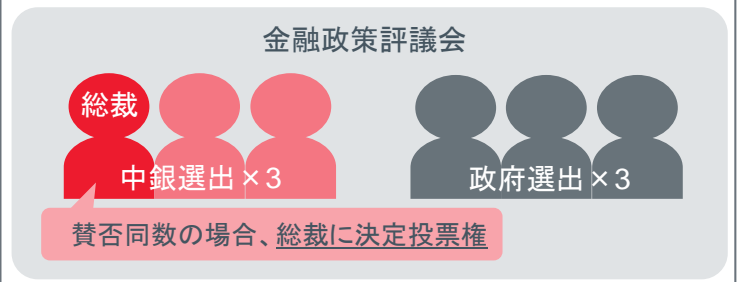 金融政策評議会
総裁
中銀選出×3
政府選出×3
賛否同数の場合、総裁に決定投票権